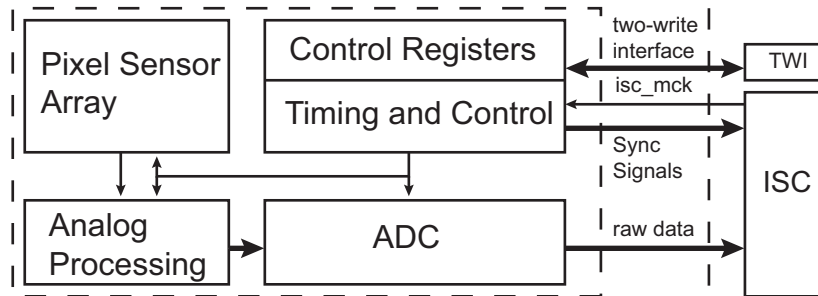 Pixel Sensor
Array
Control Registers
Timing and Control
two-write
interface
TWI
isc_mck
Sync
Signals
ISC
Analog
Processing
ADC
raw data